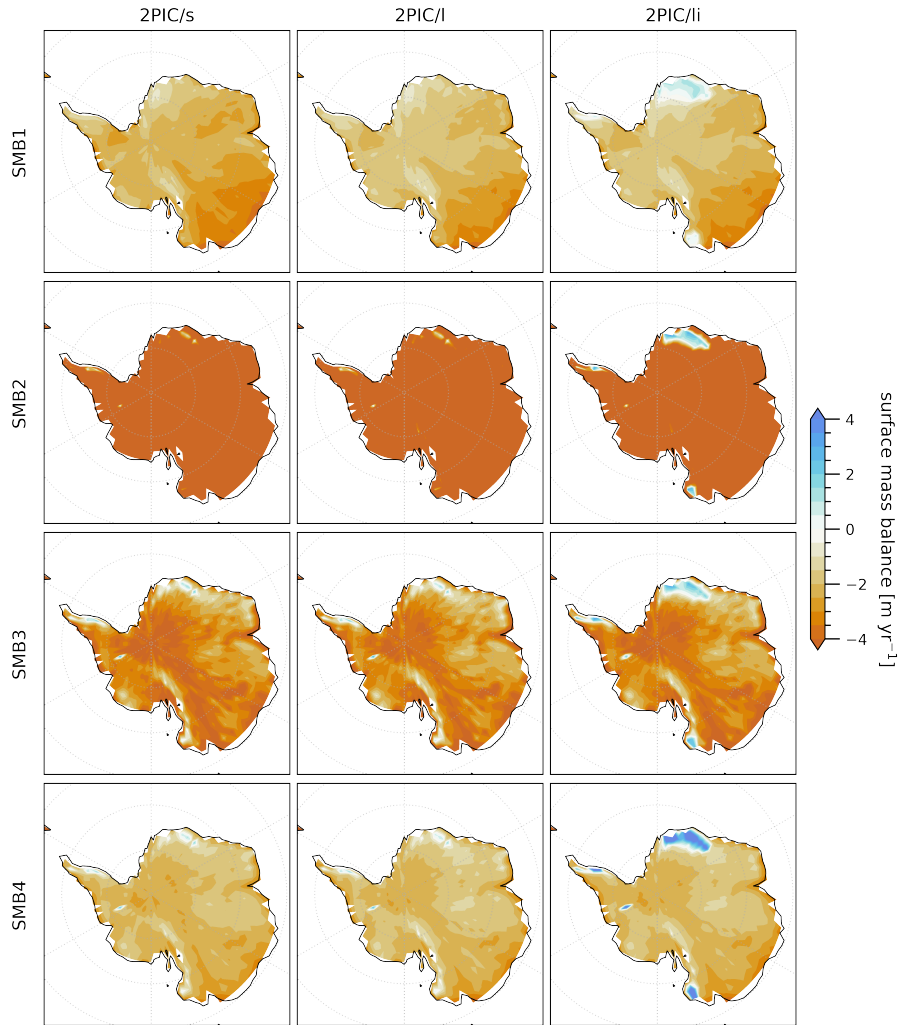 2PIC/s 2PIC/l 2PIC/li
SMB1
SMB2
SMB3
SMB4
4
2
0
−2
−4
surface mass balance [m yr⁻¹]